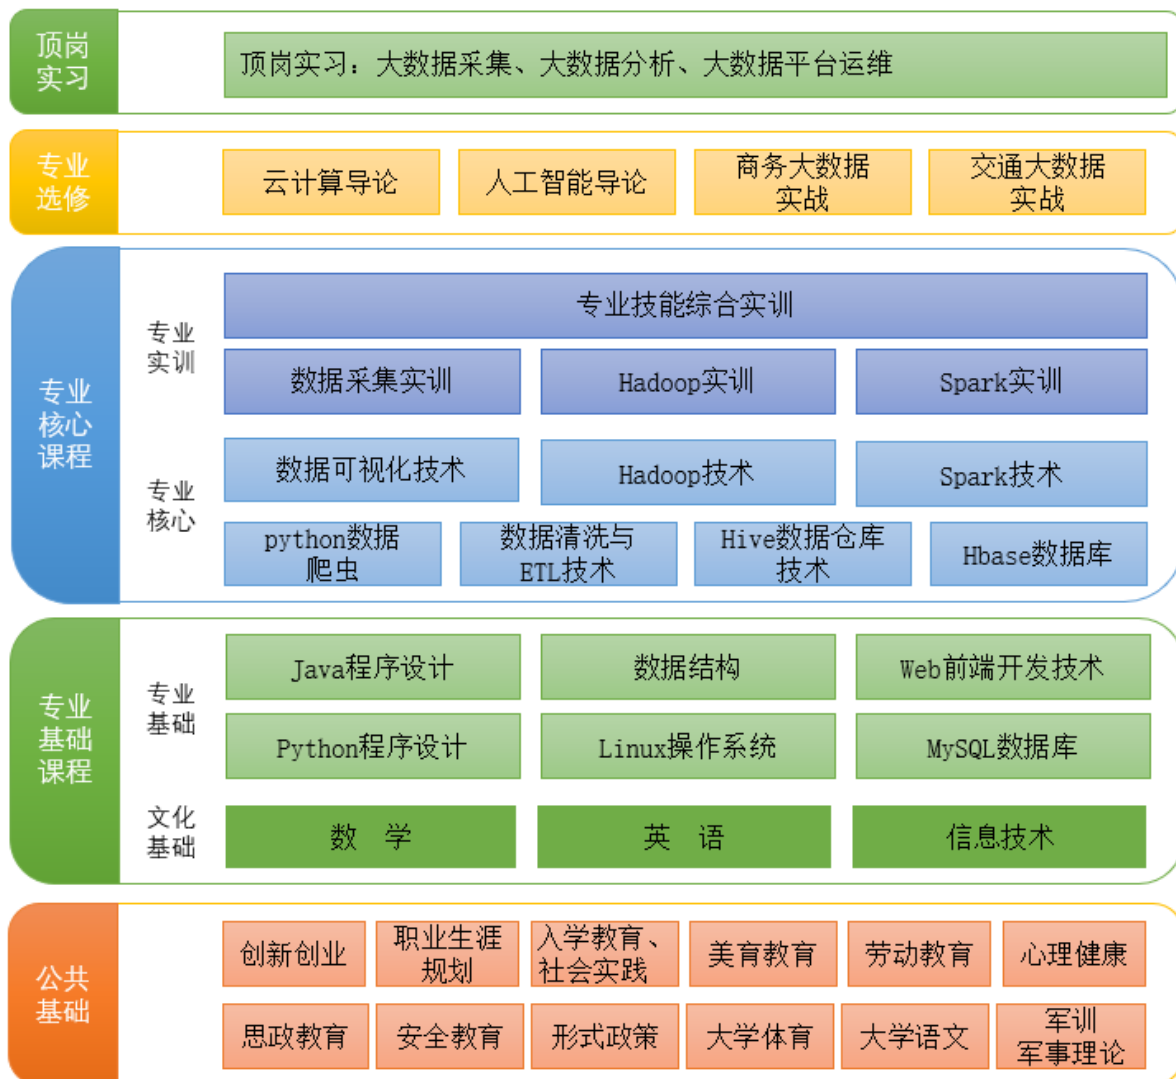 顶岗
实习
顶岗实习：大数据采集、大数据分析、大数据平台运维
专业
选修
云计算导论
人工智能导论
商务大数据
实战
交通大数据
实战
专业
核心
课程
专业
实训
专业技能综合实训
数据采集实训
Hadoop实训
Spark实训
专业
核心
数据可视化技术
Hadoop技术
Spark技术
python数据
爬虫
数据清洗与
ETL技术
Hive数据仓库
技术
Hbase数据库
专业
基础
课程
专业
基础
Java程序设计
数据结构
Web前端开发技术
Python程序设计
Linux操作系统
MySQL数据库
文化
基础
数 学
英 语
信息技术
公共
基础
创新创业
职业生涯
规划
入学教育、
社会实践
美育教育
劳动教育
心理健康
思政教育
安全教育
形式政策
大学体育
大学语文
军训
军事理论